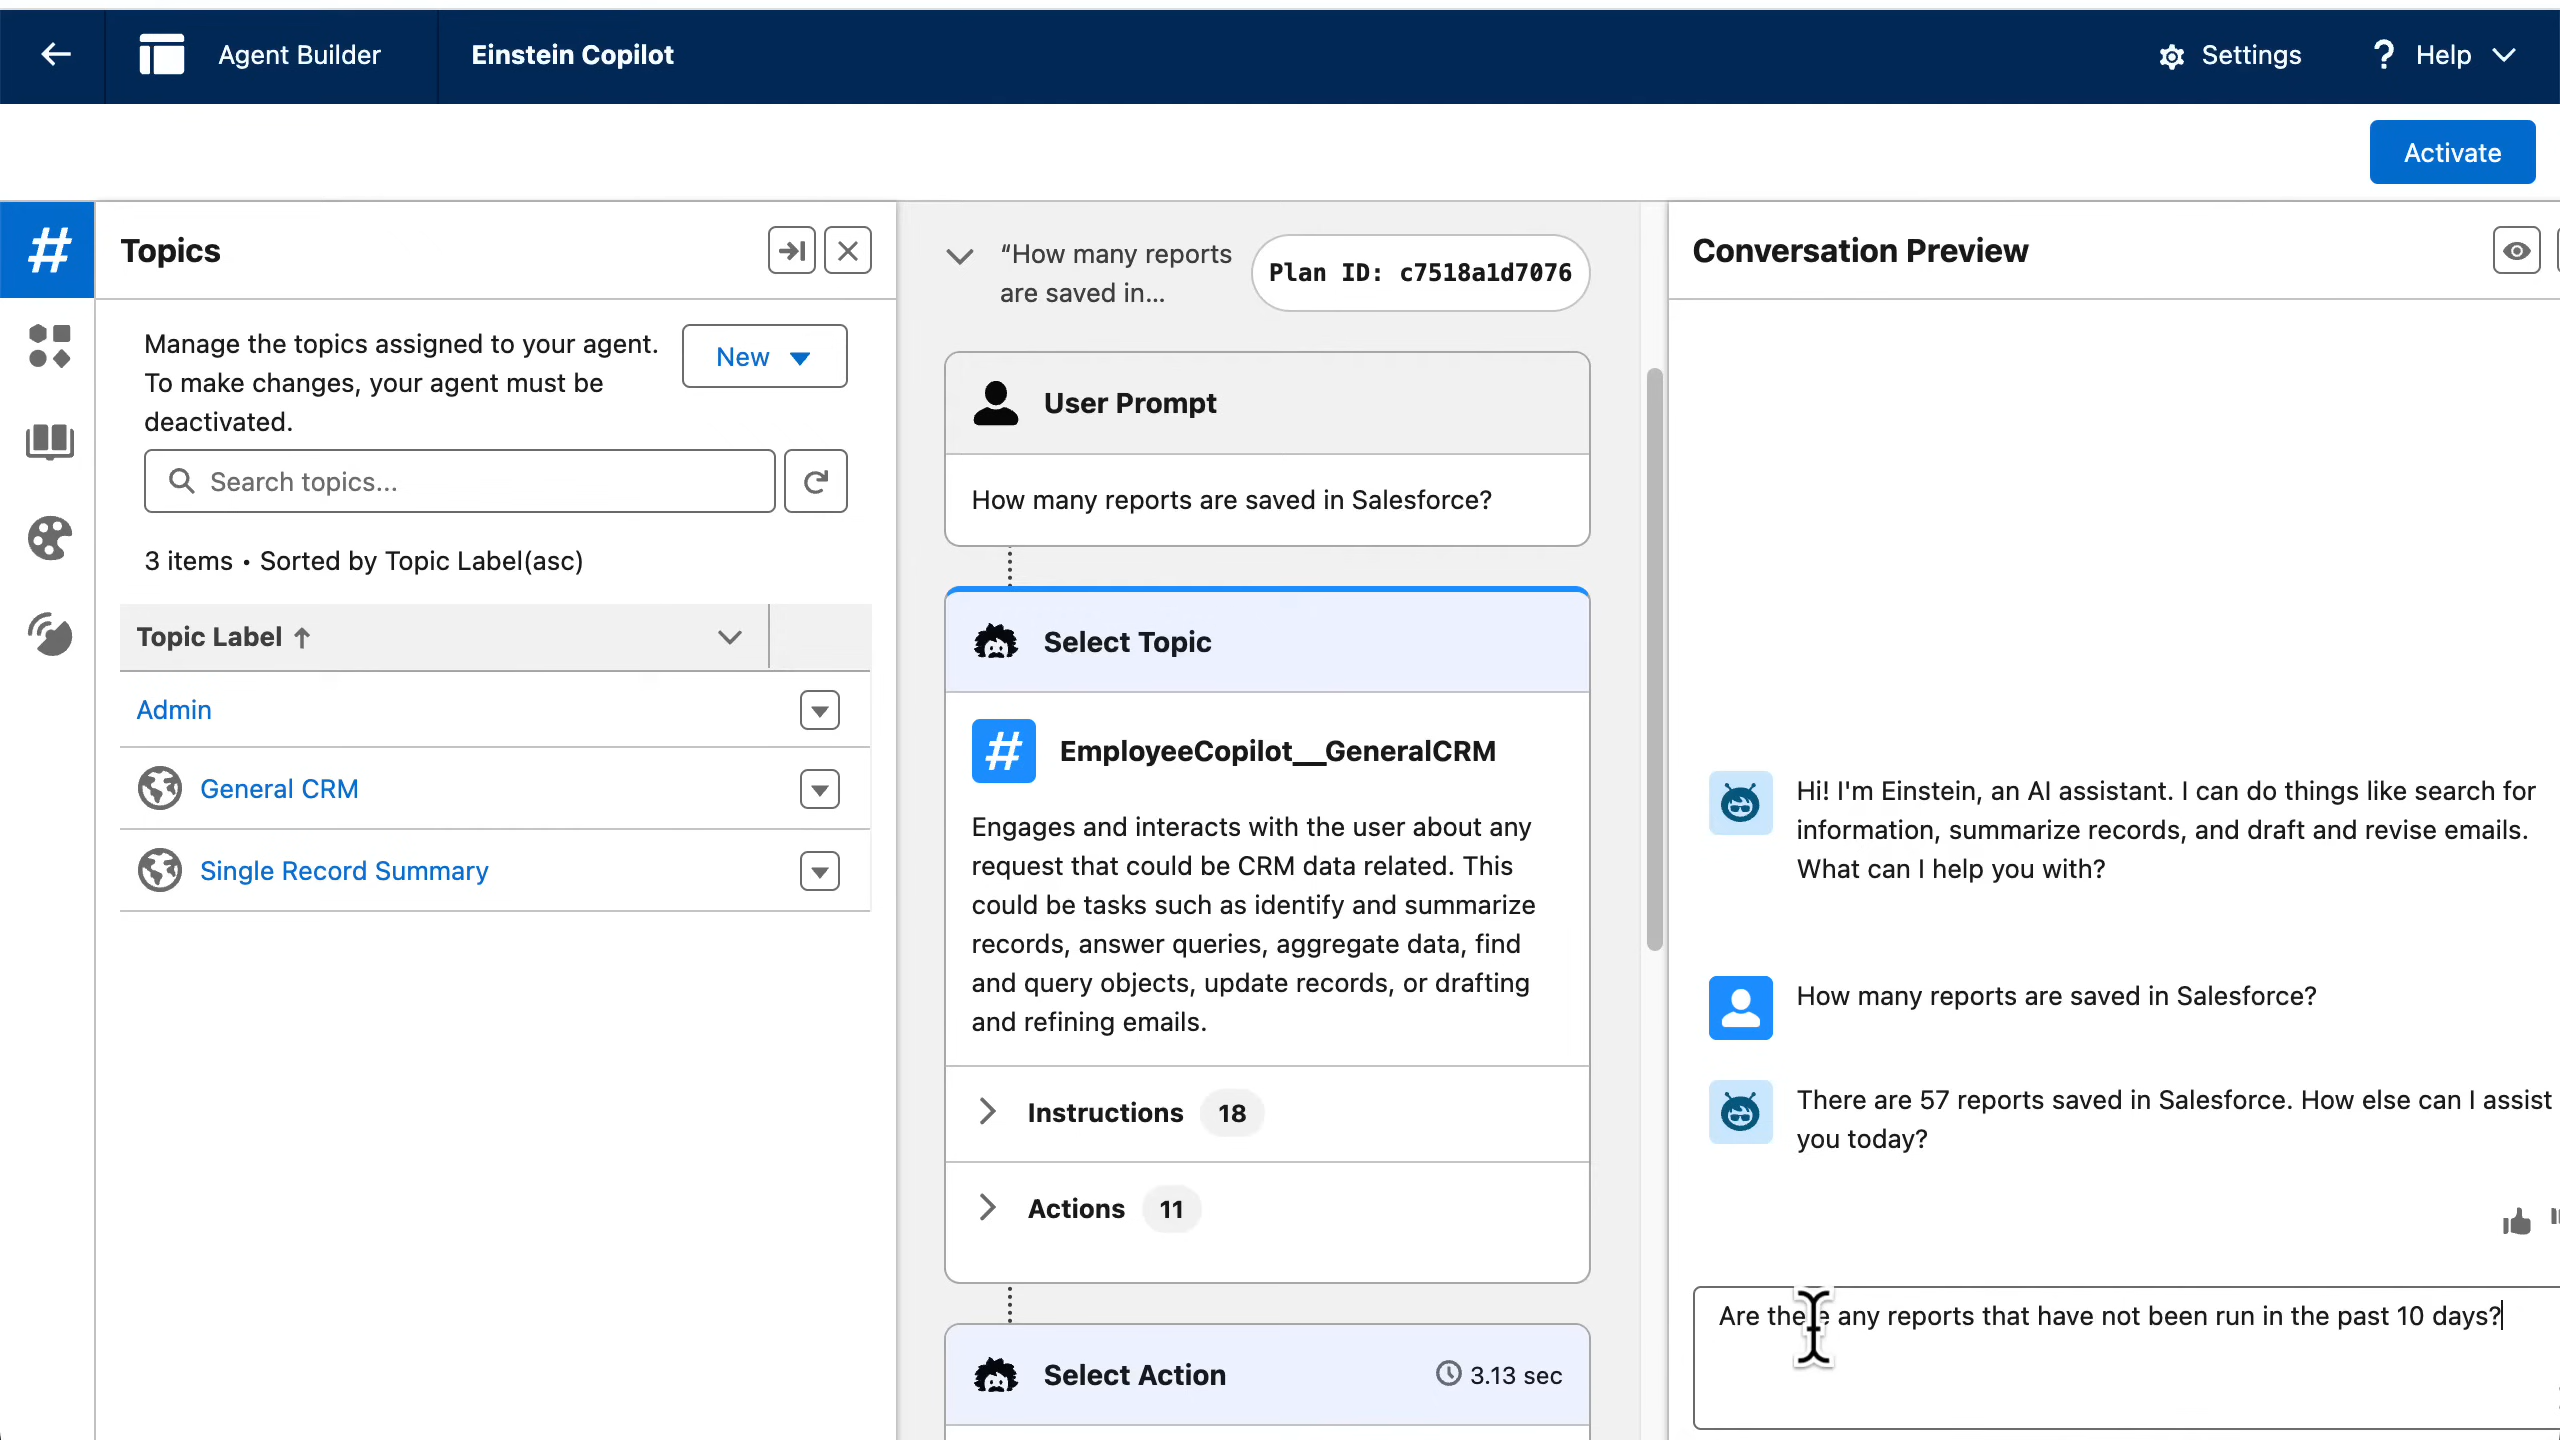 Agent Builder
Einstein Copilot
Settings
? Help
Activate
Topics
Manage the topics assigned to your agent.
To make changes, your agent must be
deactivated.
New
Search topics...
3 items • Sorted by Topic Label(asc)
Topic Label ↑
Admin
General CRM
Single Record Summary
“How many reports
are saved in...
Plan ID: c7518a1d7076
User Prompt
How many reports are saved in Salesforce?
Select Topic
# EmployeeCopilot__GeneralCRM
Engages and interacts with the user about any
request that could be CRM data related. This
could be tasks such as identify and summarize
records, answer queries, aggregate data, find
and query objects, update records, or drafting
and refining emails.
Instructions 18
Actions 11
Select Action
3.13 sec
Conversation Preview
Hi! I'm Einstein, an AI assistant. I can do things like search for
information, summarize records, and draft and revise emails.
What can I help you with?
How many reports are saved in Salesforce?
There are 57 reports saved in Salesforce. How else can I assist
you today?
Are there any reports that have not been run in the past 10 days?